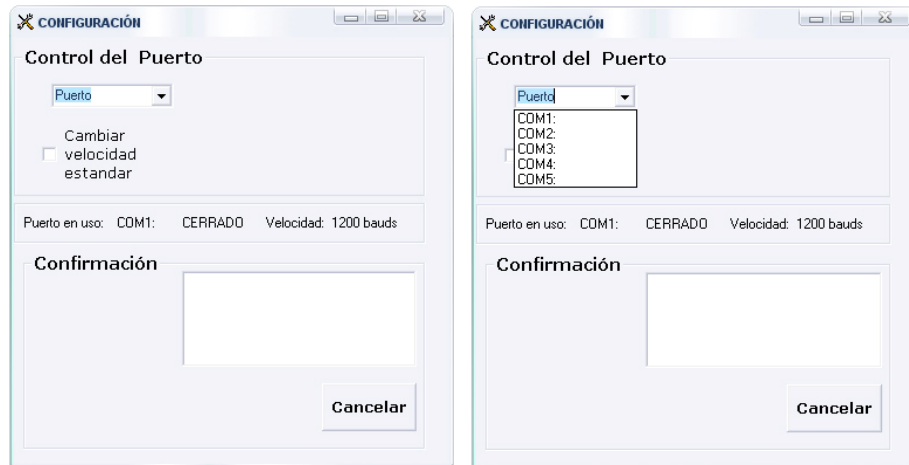 CONFIGURACIÓN
Control del Puerto
Puerto
Cambiar
velocidad
estandar
Puerto en uso: COM1: CERRADO Velocidad: 1200 bauds
Confirmación
Cancelar
CONFIGURACIÓN
Control del Puerto
Puerto
COM1:
COM2:
COM3:
COM4:
COM5:
Puerto en uso: COM1: CERRADO Velocidad: 1200 bauds
Confirmación
Cancelar